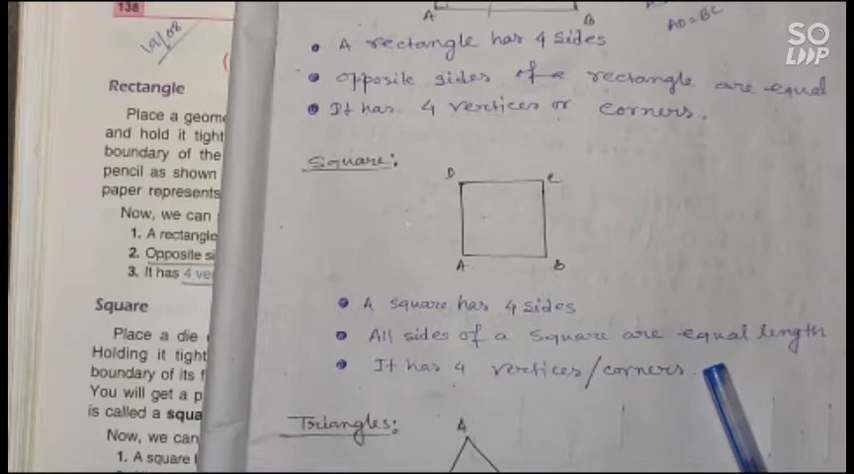 138
19/08
Rectangle
Place a geome
and hold it tight
boundary of the
pencil as shown
paper represents
Now, we can
1. A rectangle
2. Opposite si
3. It has 4 ve
Square
Place a die
Holding it tight
boundary of its f
You will get a p
is called a squa
Now, we can
1. A square
A B
AD=BC
• A rectangle has 4 sides
• opposite sides of a rectangle are equal
• It has 4 vertices or corners.
Square:
D C
A B
• A square has 4 sides
• All sides of a square are equal length
• It has 4 vertices/corners.
Triangles:
A
SOLOOP